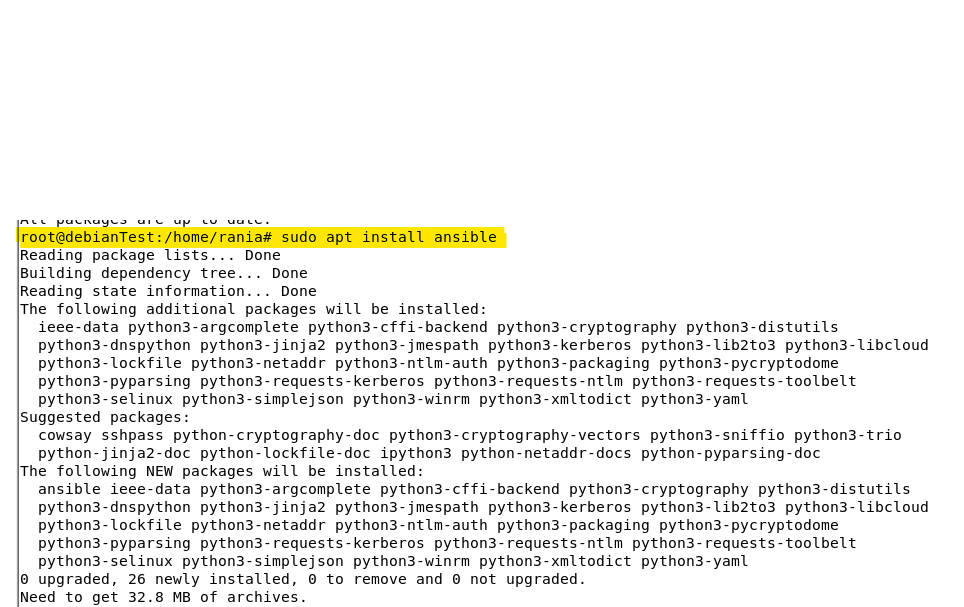 All packages are up to date.
root@debianTest:/home/rania# sudo apt install ansible
Reading package lists... Done
Building dependency tree... Done
Reading state information... Done
The following additional packages will be installed:
  ieee-data python3-argcomplete python3-cffi-backend python3-cryptography python3-distutils
  python3-dnspython python3-jinja2 python3-jmespath python3-kerberos python3-lib2to3 python3-libcloud
  python3-lockfile python3-netaddr python3-ntlm-auth python3-packaging python3-pycryptodome
  python3-pyparsing python3-requests-kerberos python3-requests-ntlm python3-requests-toolbelt
  python3-selinux python3-simplejson python3-winrm python3-xmltodict python3-yaml
Suggested packages:
  cowsay sshpass python-cryptography-doc python3-cryptography-vectors python3-sniffio python3-trio
  python-jinja2-doc python-lockfile-doc ipython3 python-netaddr-docs python-pyparsing-doc
The following NEW packages will be installed:
  ansible ieee-data python3-argcomplete python3-cffi-backend python3-cryptography python3-distutils
  python3-dnspython python3-jinja2 python3-jmespath python3-kerberos python3-lib2to3 python3-libcloud
  python3-lockfile python3-netaddr python3-ntlm-auth python3-packaging python3-pycryptodome
  python3-pyparsing python3-requests-kerberos python3-requests-ntlm python3-requests-toolbelt
  python3-selinux python3-simplejson python3-winrm python3-xmltodict python3-yaml
0 upgraded, 26 newly installed, 0 to remove and 0 not upgraded.
Need to get 32.8 MB of archives.